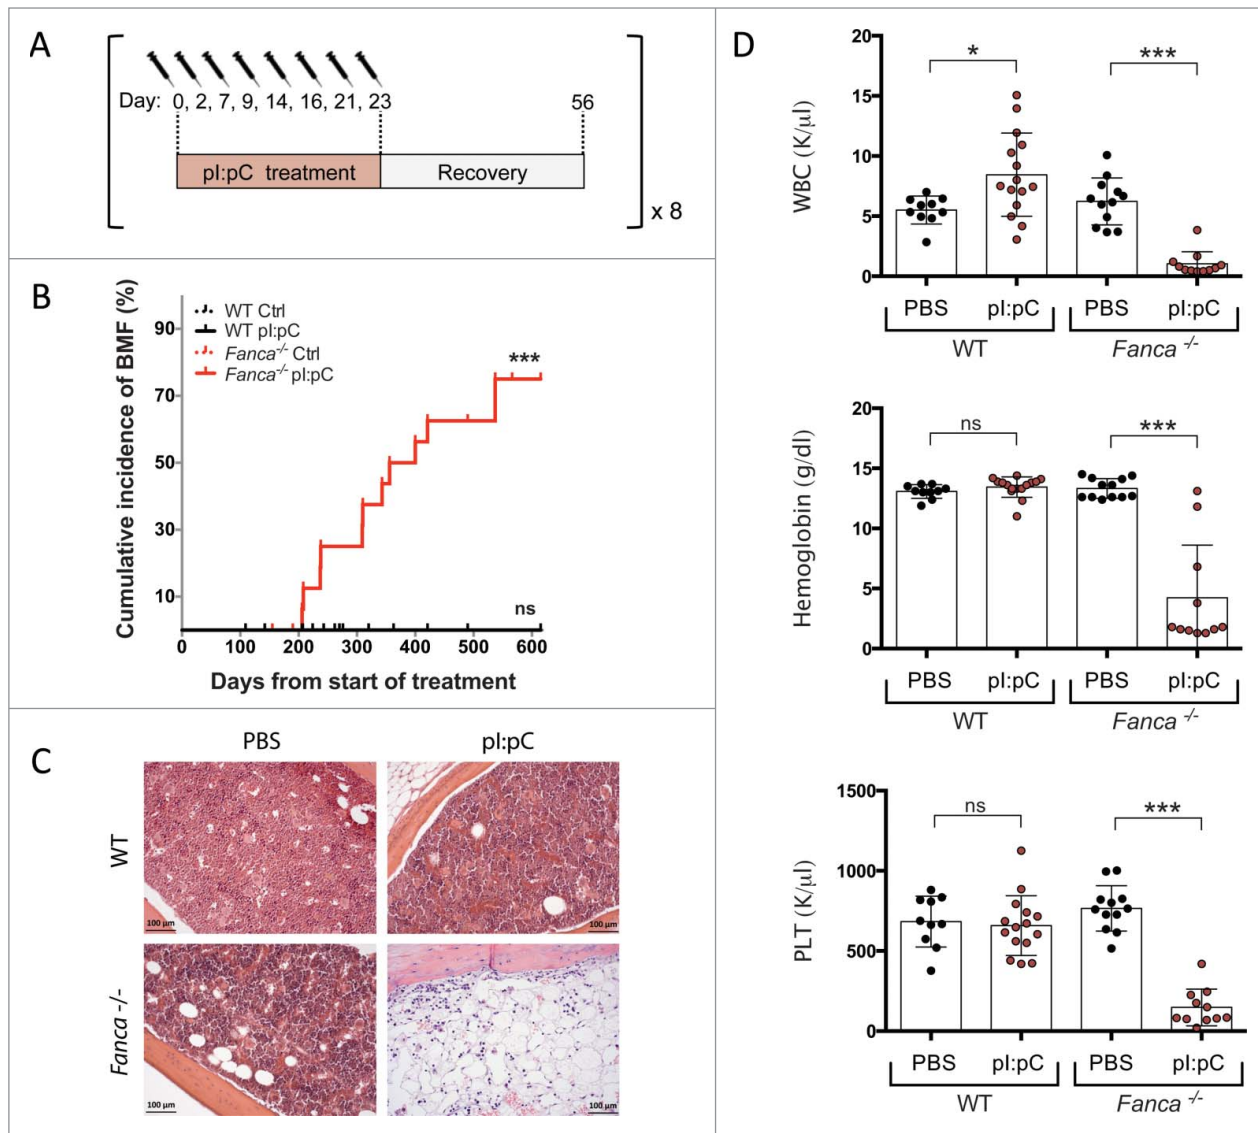 A
Day: 0, 2, 7, 9, 14, 16, 21, 23
56
pI:pC treatment
Recovery
x 8
B
Cumulative incidence of BMF (%)
90
70
50
30
10
WT Ctrl
WT pI:pC
Fanca-/- Ctrl
Fanca-/- pI:pC
***
ns
0 100 200 300 400 500 600
Days from start of treatment
C
PBS
pI:pC
WT
Fanca -/-
100 µm
100 µm
100 µm
100 µm
D
WBC (K/µl)
20
15
10
5
0
*
***
PBS pI:pC PBS pI:pC
WT
Fanca -/-
Hemoglobin (g/dl)
20
15
10
5
0
ns
***
PBS pI:pC PBS pI:pC
WT
Fanca -/-
PLT (K/µl)
1500
1000
500
0
ns
***
PBS pI:pC PBS pI:pC
WT
Fanca -/-